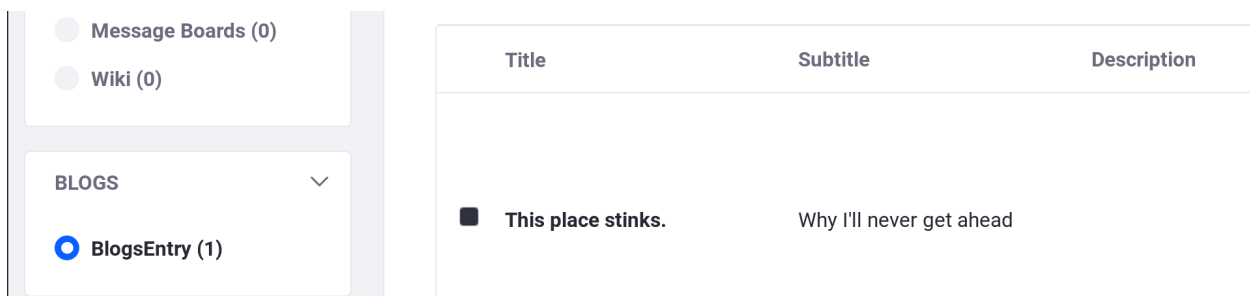 Message Boards (0)
Wiki (0)
BLOGS
BlogsEntry (1)
Title Subtitle Description
This place stinks. Why I'll never get ahead